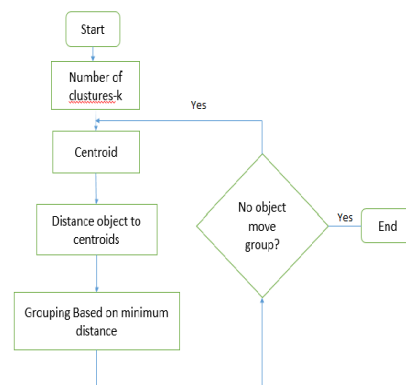 Start
Number of
clustures-k
Yes
Centroid
Distance object to
centroids
No object
move
group?
Yes
End
Grouping Based on minimum
distance